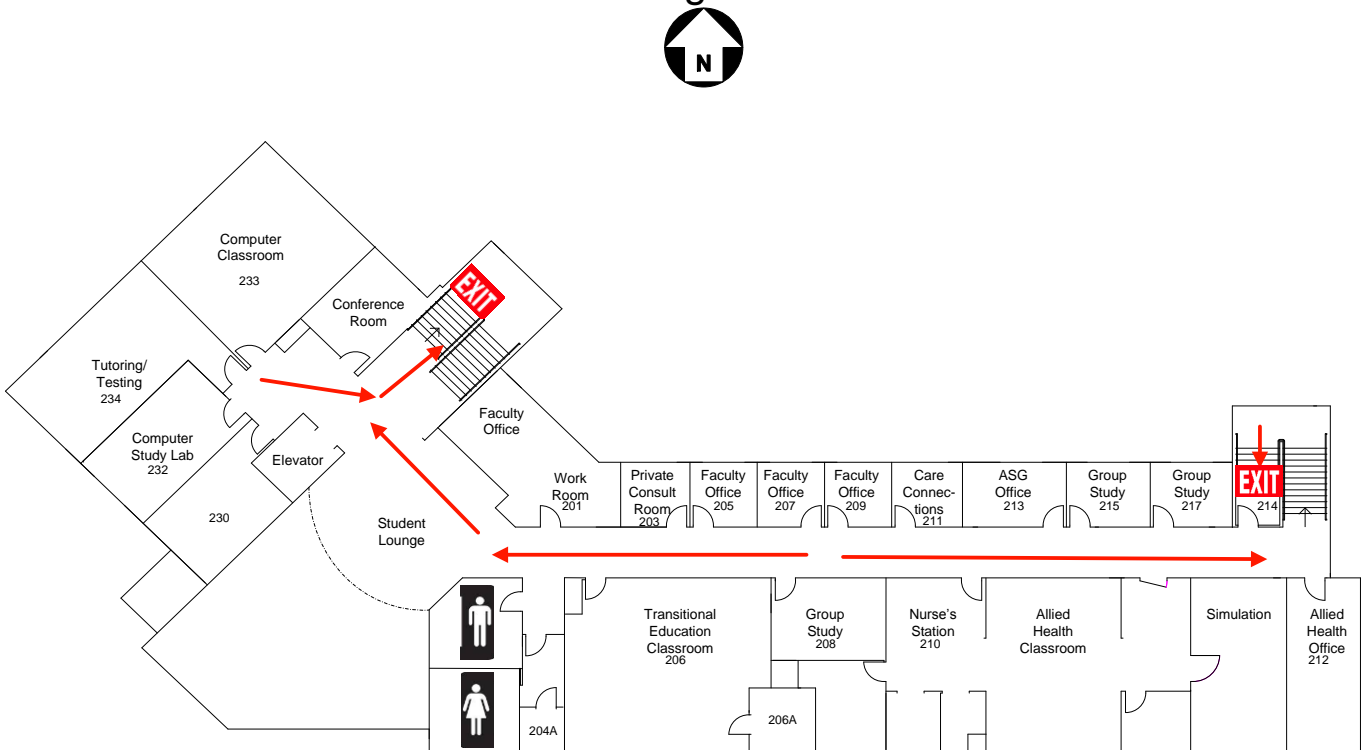 N
Computer
Classroom
233
Conference
Room
EXIT
Tutoring/
Testing
234
Computer
Study Lab
232
Elevator
230
Student
Lounge
Faculty
Office
Work
Room
201
Private
Consult
Room
203
Faculty
Office
205
Faculty
Office
207
Faculty
Office
209
Care
Connec-
tions
211
ASG
Office
213
Group
Study
215
Group
Study
217
EXIT
214
Transitional
Education
Classroom
206
Group
Study
208
Nurse's
Station
210
Allied
Health
Classroom
Simulation
Allied
Health
Office
212
204A
206A